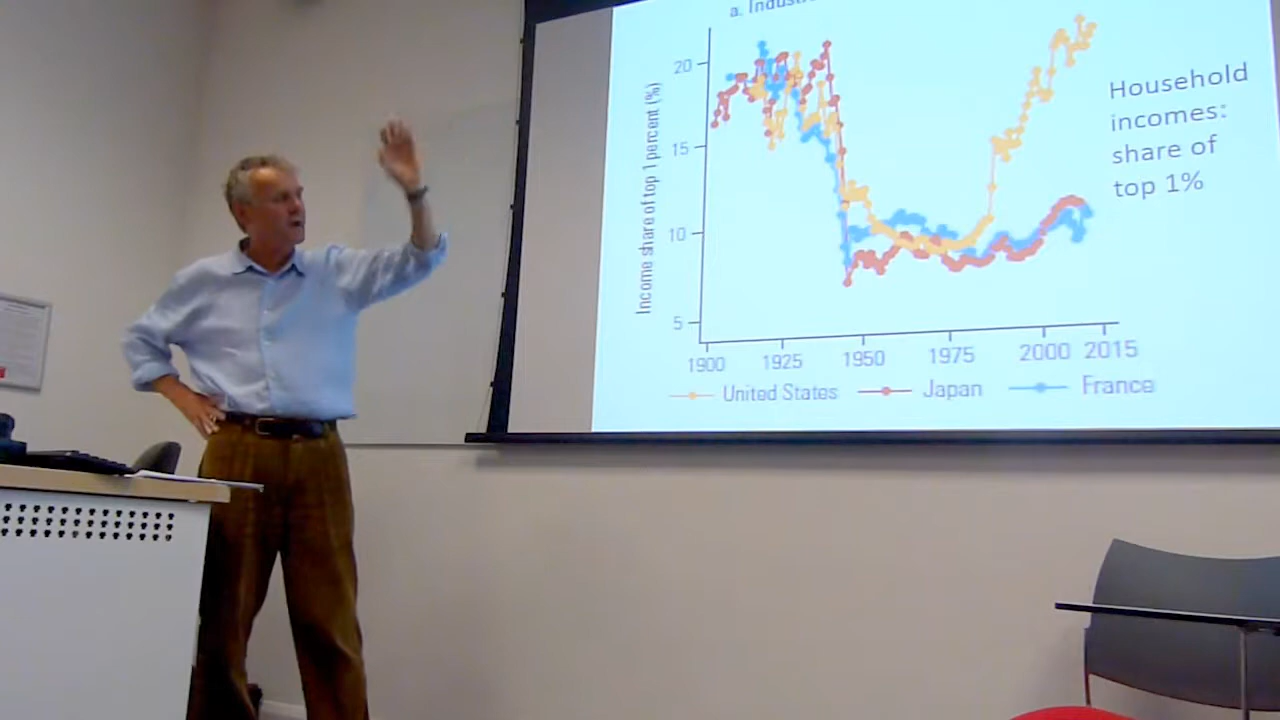 a.
20
15
10
5
Income share of top 1 percent (%)
1900 1925 1950 1975 2000 2015
United States Japan France
Household
incomes:
share of
top 1%